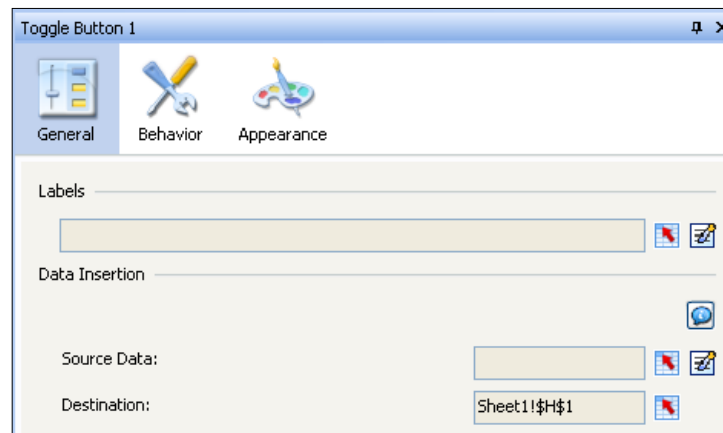 Toggle Button 1
General Behavior Appearance
Labels
Data Insertion
Source Data:
Destination: Sheet1!$H$1